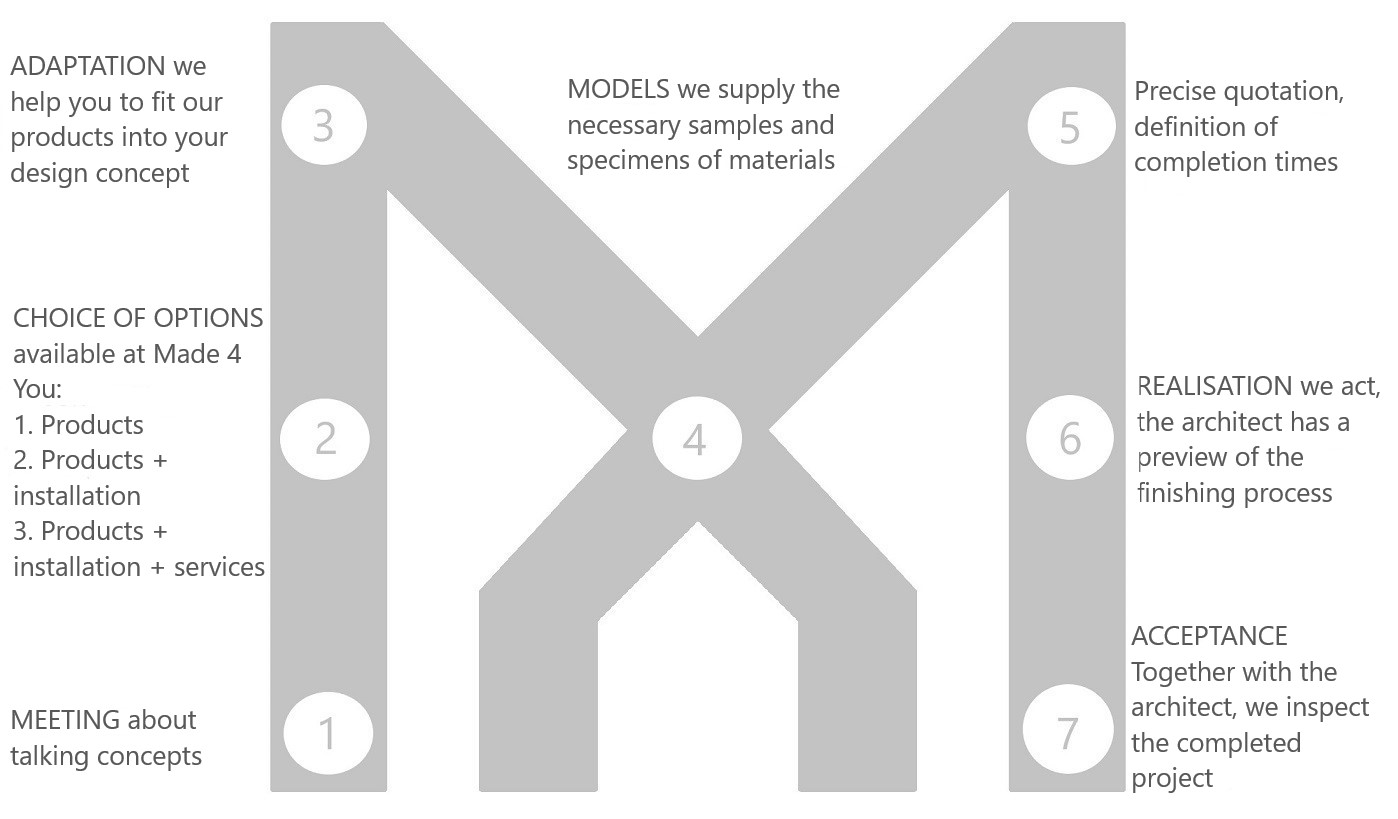 ADAPTATION we
help you to fit our
products into your
design concept
3
MODELS we supply the
necessary samples and
specimens of materials
5
Precise quotation,
definition of
completion times
CHOICE OF OPTIONS
available at Made 4
You:
1. Products
2. Products +
installation
3. Products +
installation + services
2
4
6
REALISATION we act,
the architect has a
preview of the
finishing process
MEETING about
talking concepts
1
7
ACCEPTANCE
Together with the
architect, we inspect
the completed
project